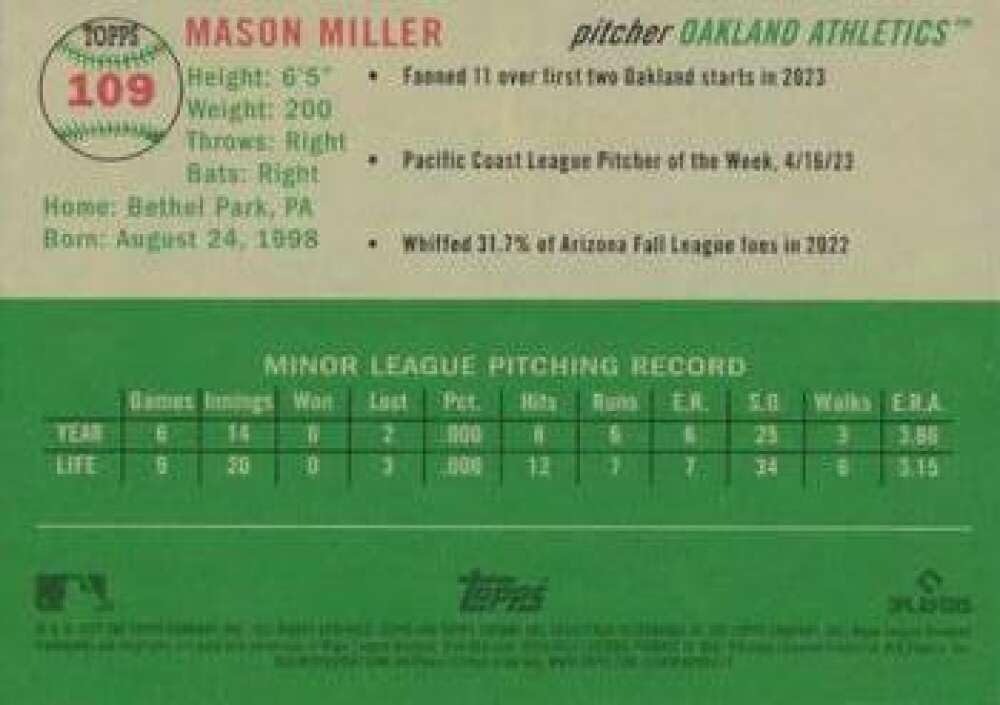 TOPPS
109
MASON MILLER
pitcher OAKLAND ATHLETICS™
Height: 6'5"
Weight: 200
Throws: Right
Bats: Right
Home: Bethel Park, PA
Born: August 24, 1998
• Fanned 11 over first two Oakland starts in 2023
• Pacific Coast League Pitcher of the Week, 4/16/23
• Whiffed 31.7% of Arizona Fall League foes in 2022
MINOR LEAGUE PITCHING RECORD
Games Innings Won Lost Pct. Hits Runs E.R. S.O. Walks E.R.A.
YEAR 6 14 0 2 .000 8 6 6 25 3 3.86
LIFE 9 20 0 3 .000 12 7 7 34 6 3.15
Topps
PLAYERS